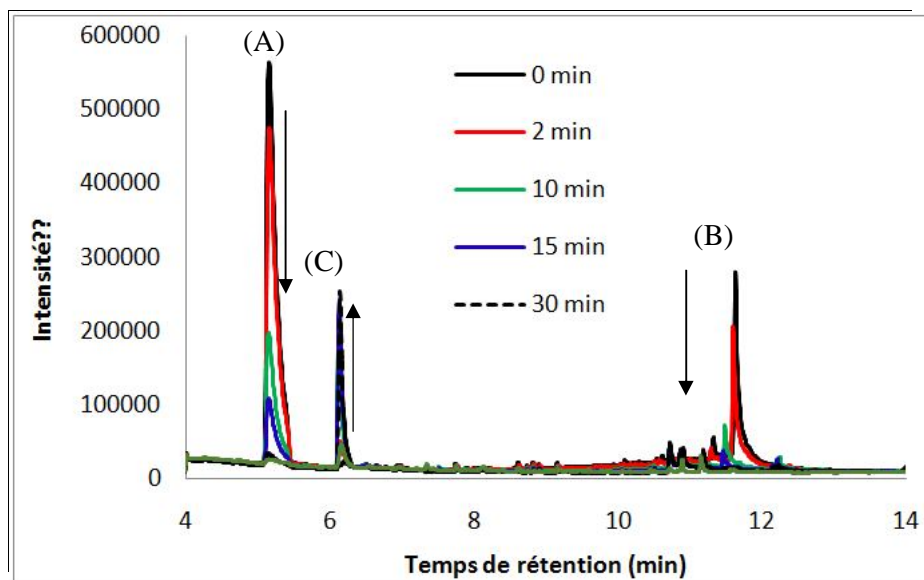 600000
500000
400000
300000
200000
100000
0
Intensité??
(A)
(C)
(B)
0 min
2 min
10 min
15 min
30 min
4 6 8 10 12 14
Temps de rétention (min)